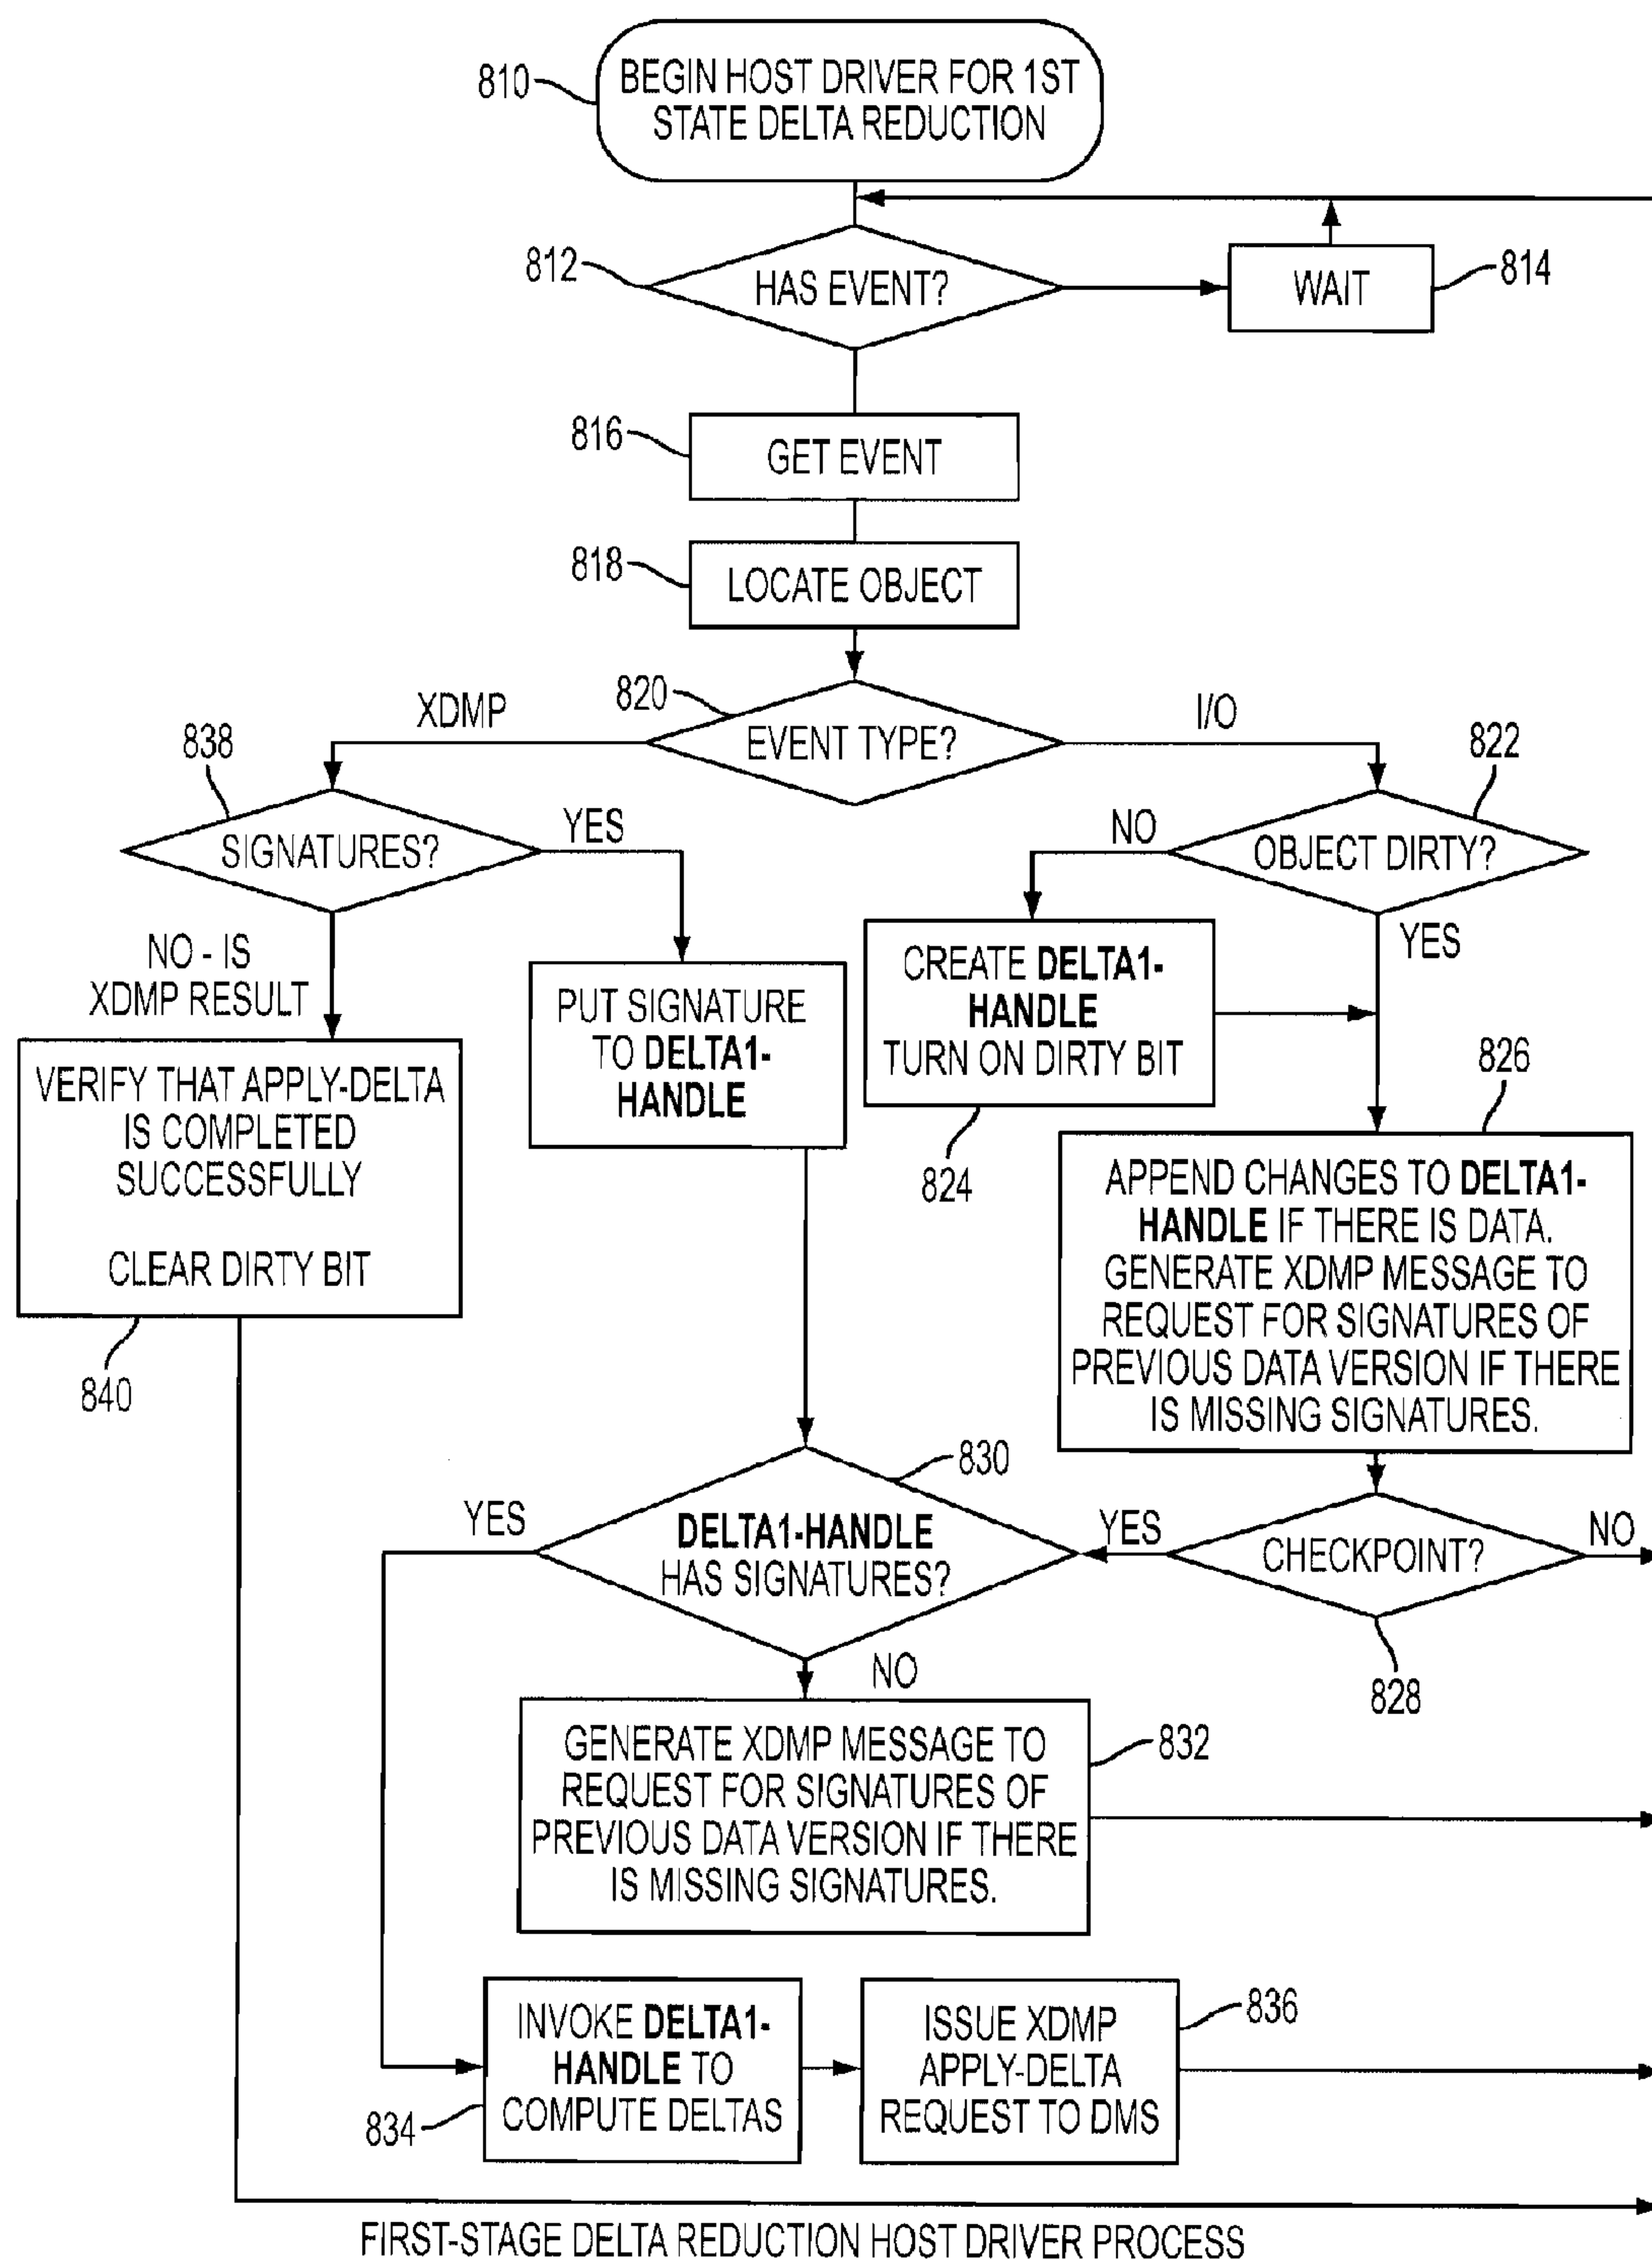 810
BEGIN HOST DRIVER FOR 1ST
STATE DELTA REDUCTION
812
HAS EVENT?
WAIT
814
816
GET EVENT
818
LOCATE OBJECT
820
EVENT TYPE?
XDMP
I/O
838
SIGNATURES?
YES
822
OBJECT DIRTY?
NO
YES
NO - IS
XDMP RESULT
PUT SIGNATURE
TO DELTA1-
HANDLE
CREATE DELTA1-
HANDLE
TURN ON DIRTY BIT
824
VERIFY THAT APPLY-DELTA
IS COMPLETED
SUCCESSFULLY
CLEAR DIRTY BIT
840
826
APPEND CHANGES TO DELTA1-
HANDLE IF THERE IS DATA.
GENERATE XDMP MESSAGE TO
REQUEST FOR SIGNATURES OF
PREVIOUS DATA VERSION IF THERE
IS MISSING SIGNATURES.
830
YES
DELTA1-HANDLE
HAS SIGNATURES?
YES
CHECKPOINT?
NO
828
NO
GENERATE XDMP MESSAGE TO
REQUEST FOR SIGNATURES OF
PREVIOUS DATA VERSION IF THERE
IS MISSING SIGNATURES.
832
INVOKE DELTA1-
HANDLE TO
COMPUTE DELTAS
834
ISSUE XDMP
APPLY-DELTA
REQUEST TO DMS
836
FIRST-STAGE DELTA REDUCTION HOST DRIVER PROCESS